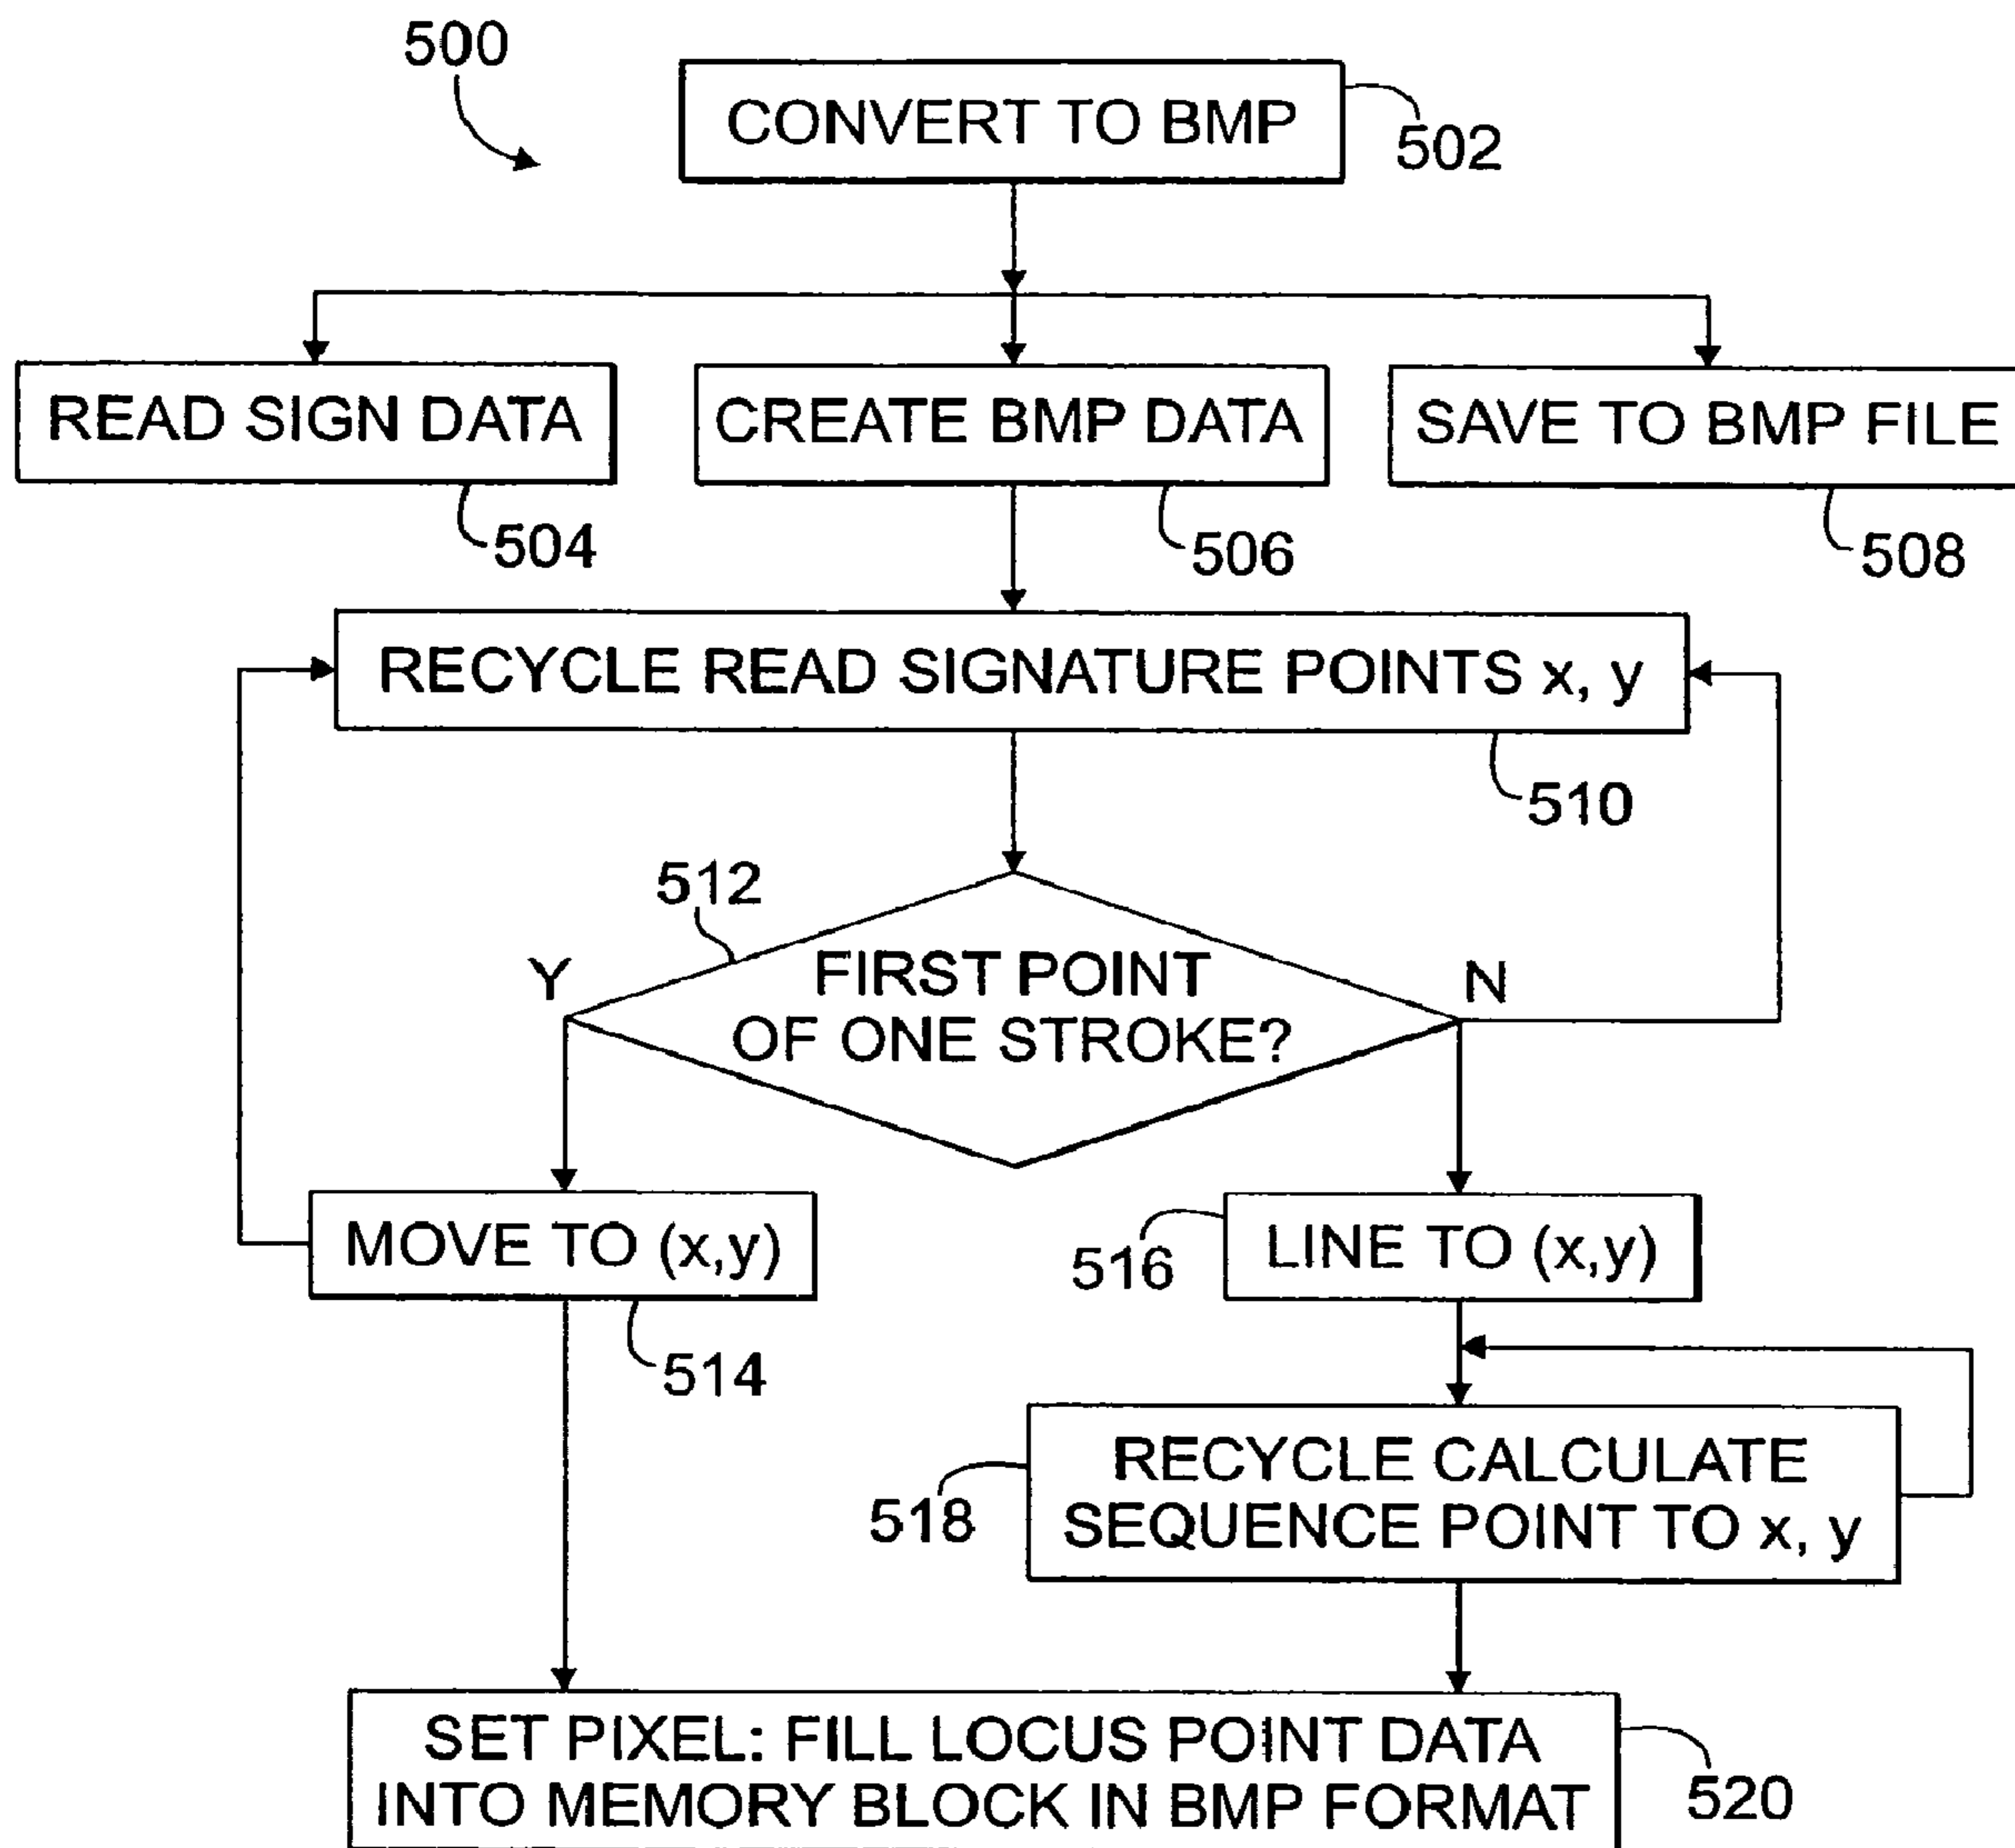 500
CONVERT TO BMP
502
READ SIGN DATA
CREATE BMP DATA
SAVE TO BMP FILE
504
506
508
RECYCLE READ SIGNATURE POINTS x, y
510
512
Y
FIRST POINT
OF ONE STROKE?
N
MOVE TO (x,y)
514
516
LINE TO (x,y)
518
RECYCLE CALCULATE
SEQUENCE POINT TO x, y
SET PIXEL: FILL LOCUS POINT DATA
INTO MEMORY BLOCK IN BMP FORMAT
520